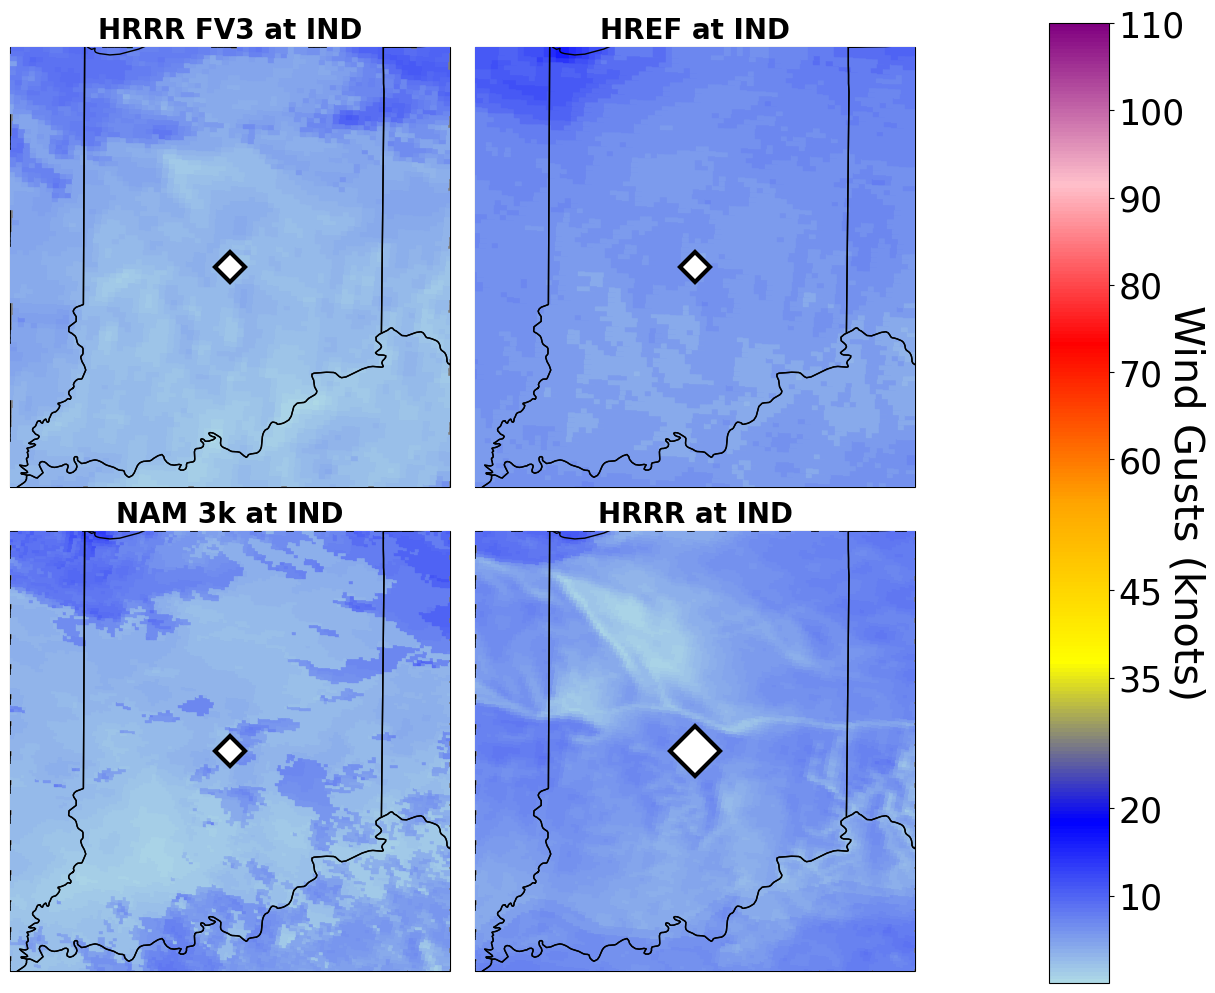 HRRR FV3 at IND
HREF at IND
NAM 3k at IND
HRRR at IND
110
100
90
80
70
60
45
35
20
10
Wind Gusts (knots)